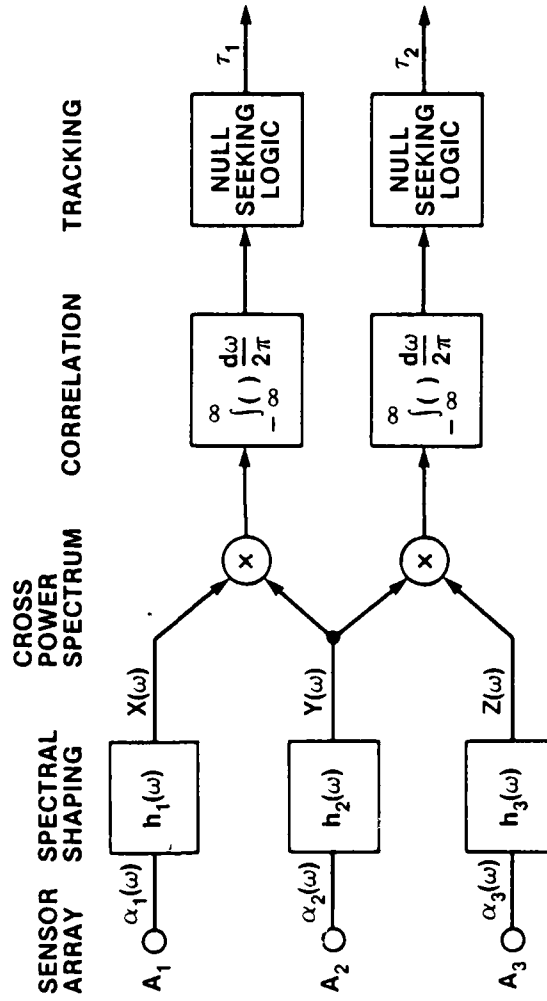 SENSOR ARRAY
SPECTRAL SHAPING
CROSS POWER SPECTRUM
CORRELATION
TRACKING
A₁
α₁(ω)
h₁(ω)
X(ω)
×
∞
∫( ) dω/2π
−∞
NULL
SEEKING
LOGIC
τ₁
A₂
α₂(ω)
h₂(ω)
Y(ω)
A₃
α₃(ω)
h₃(ω)
Z(ω)
×
∞
∫( ) dω/2π
−∞
NULL
SEEKING
LOGIC
τ₂